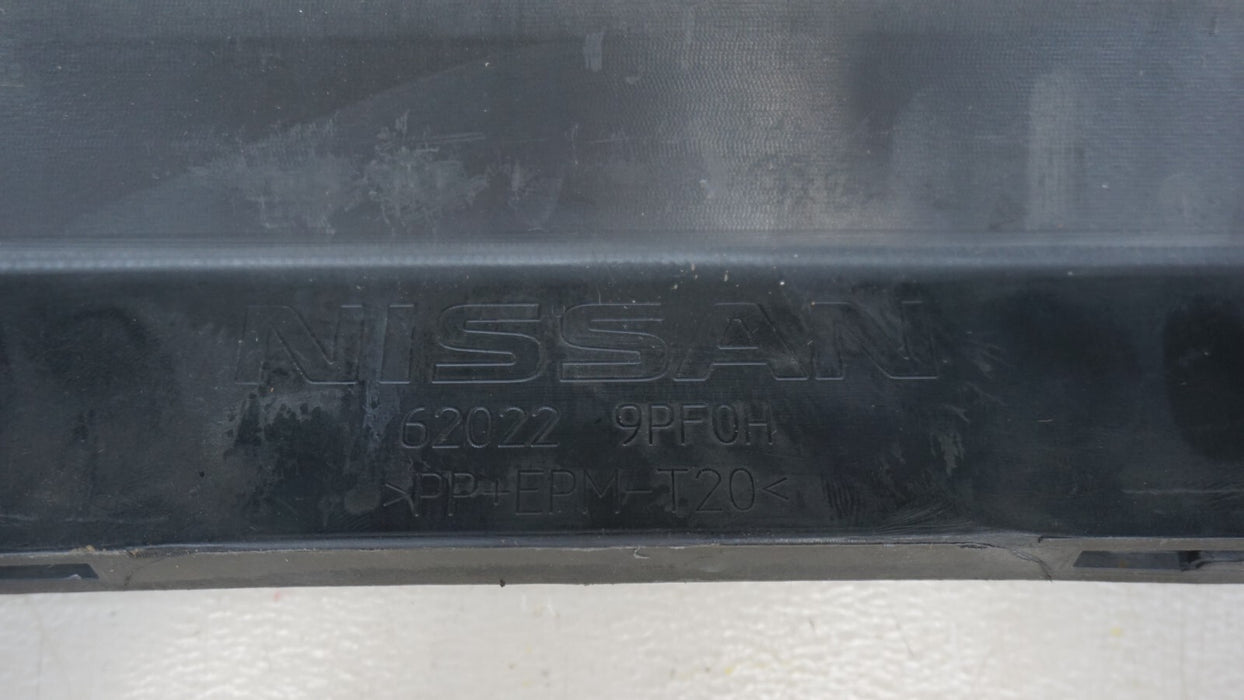 NISSAN
62022 9PF0H
>PP+EPM-T20<